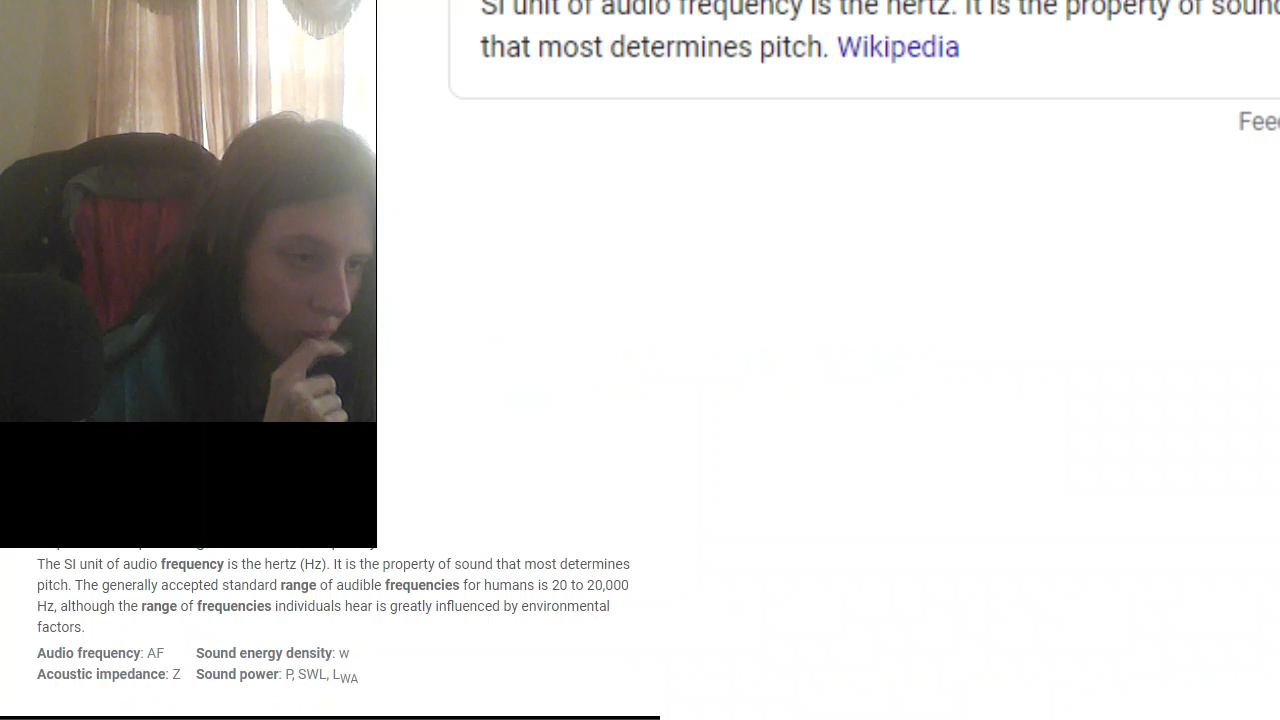 SI unit of audio frequency is the hertz. It is the property of
that most determines pitch. Wikipedia
The SI unit of audio frequency is the hertz (Hz). It is the property of sound that most determines
pitch. The generally accepted standard range of audible frequencies for humans is 20 to 20,000
Hz, although the range of frequencies individuals hear is greatly influenced by environmental
factors.
Audio frequency: AF Sound energy density: w
Acoustic impedance: Z Sound power: P, SWL, LWA